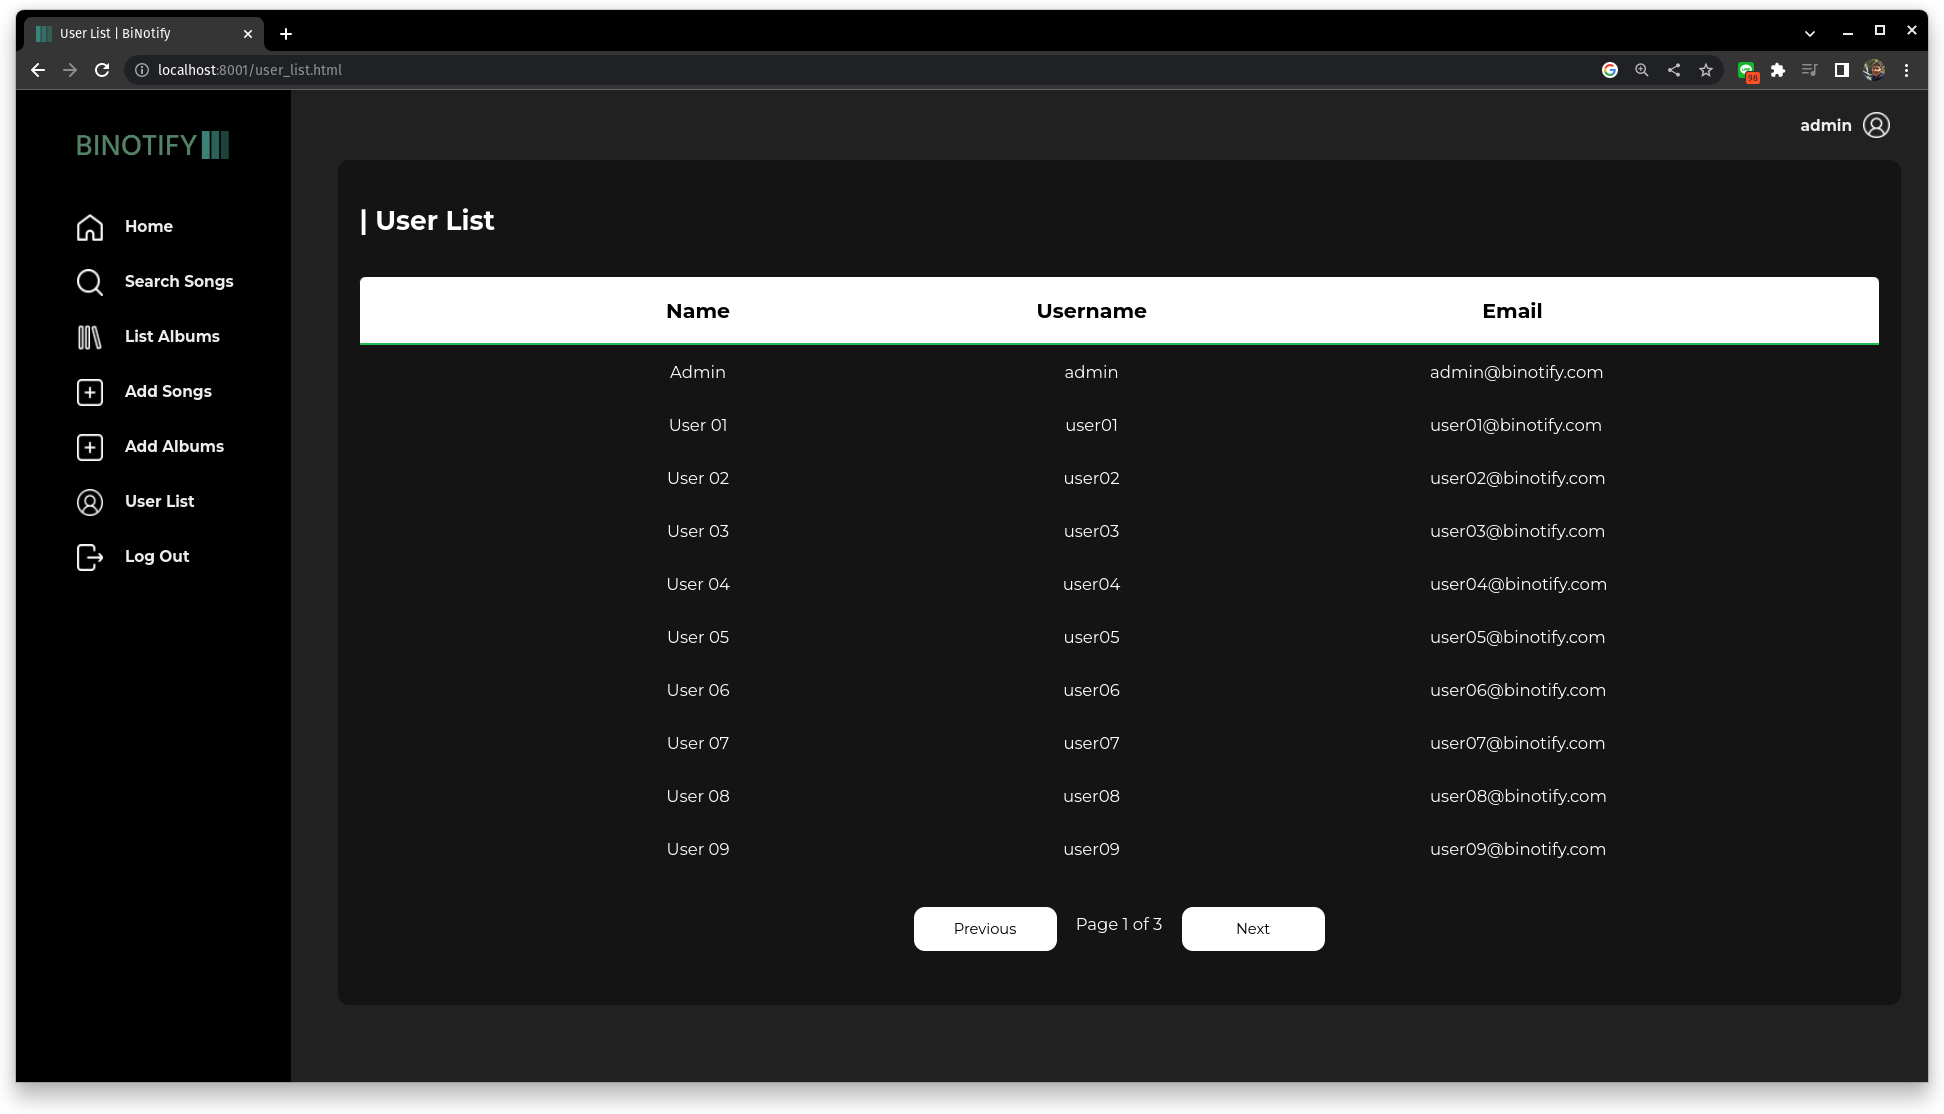 User List | BiNotify
localhost:8001/user_list.html
98
BINOTIFY
admin
Home
Search Songs
List Albums
Add Songs
Add Albums
User List
Log Out
| User List
Name Username Email
Admin admin admin@binotify.com
User 01 user01 user01@binotify.com
User 02 user02 user02@binotify.com
User 03 user03 user03@binotify.com
User 04 user04 user04@binotify.com
User 05 user05 user05@binotify.com
User 06 user06 user06@binotify.com
User 07 user07 user07@binotify.com
User 08 user08 user08@binotify.com
User 09 user09 user09@binotify.com
Previous Page 1 of 3 Next